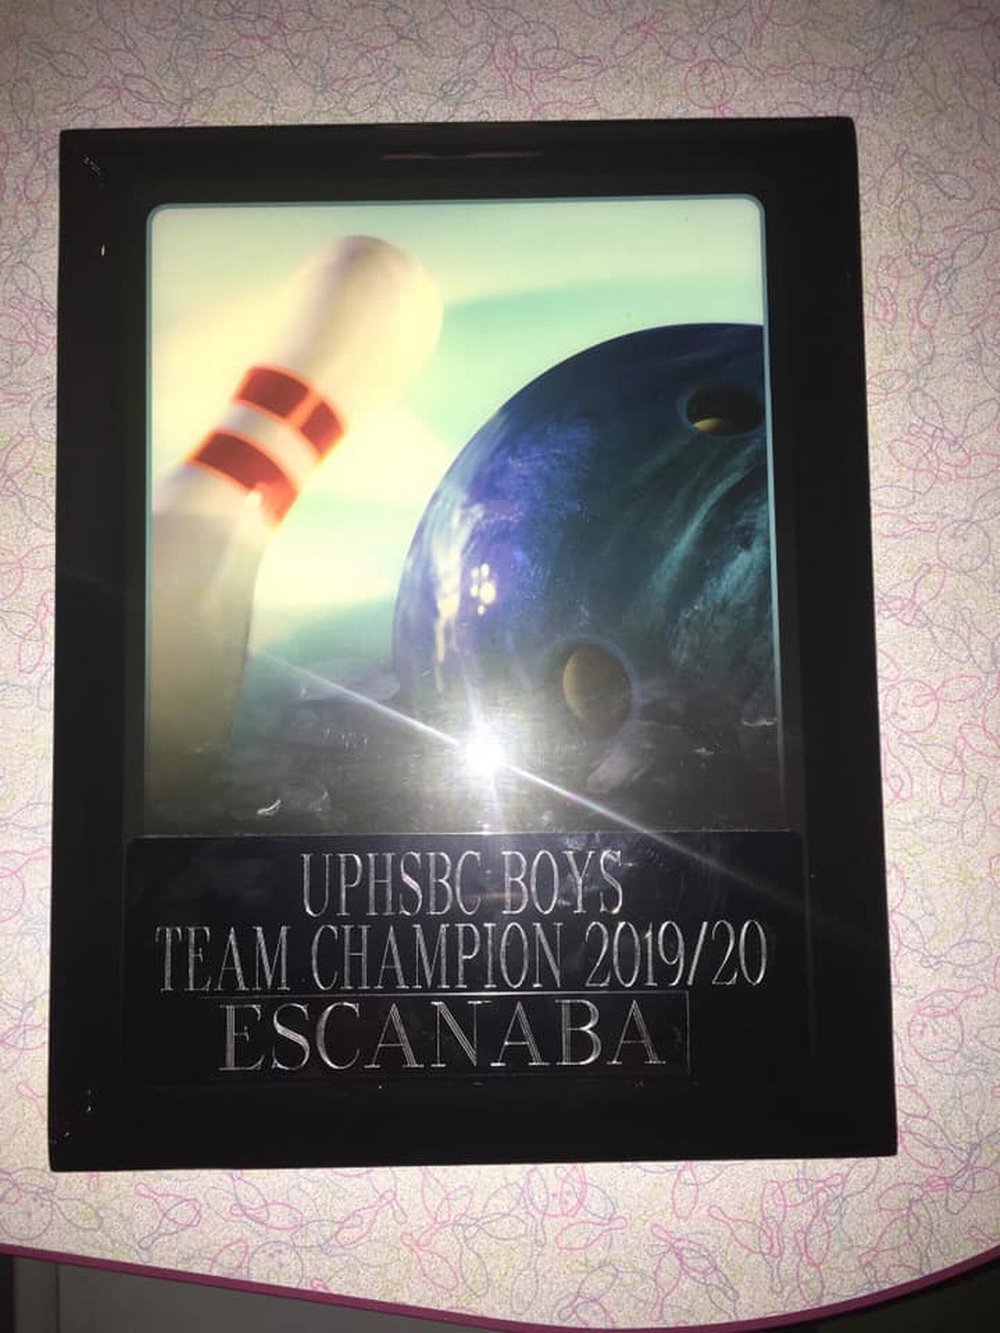 UPHSBC BOYS
TEAM CHAMPION 2019/20
ESCANABA